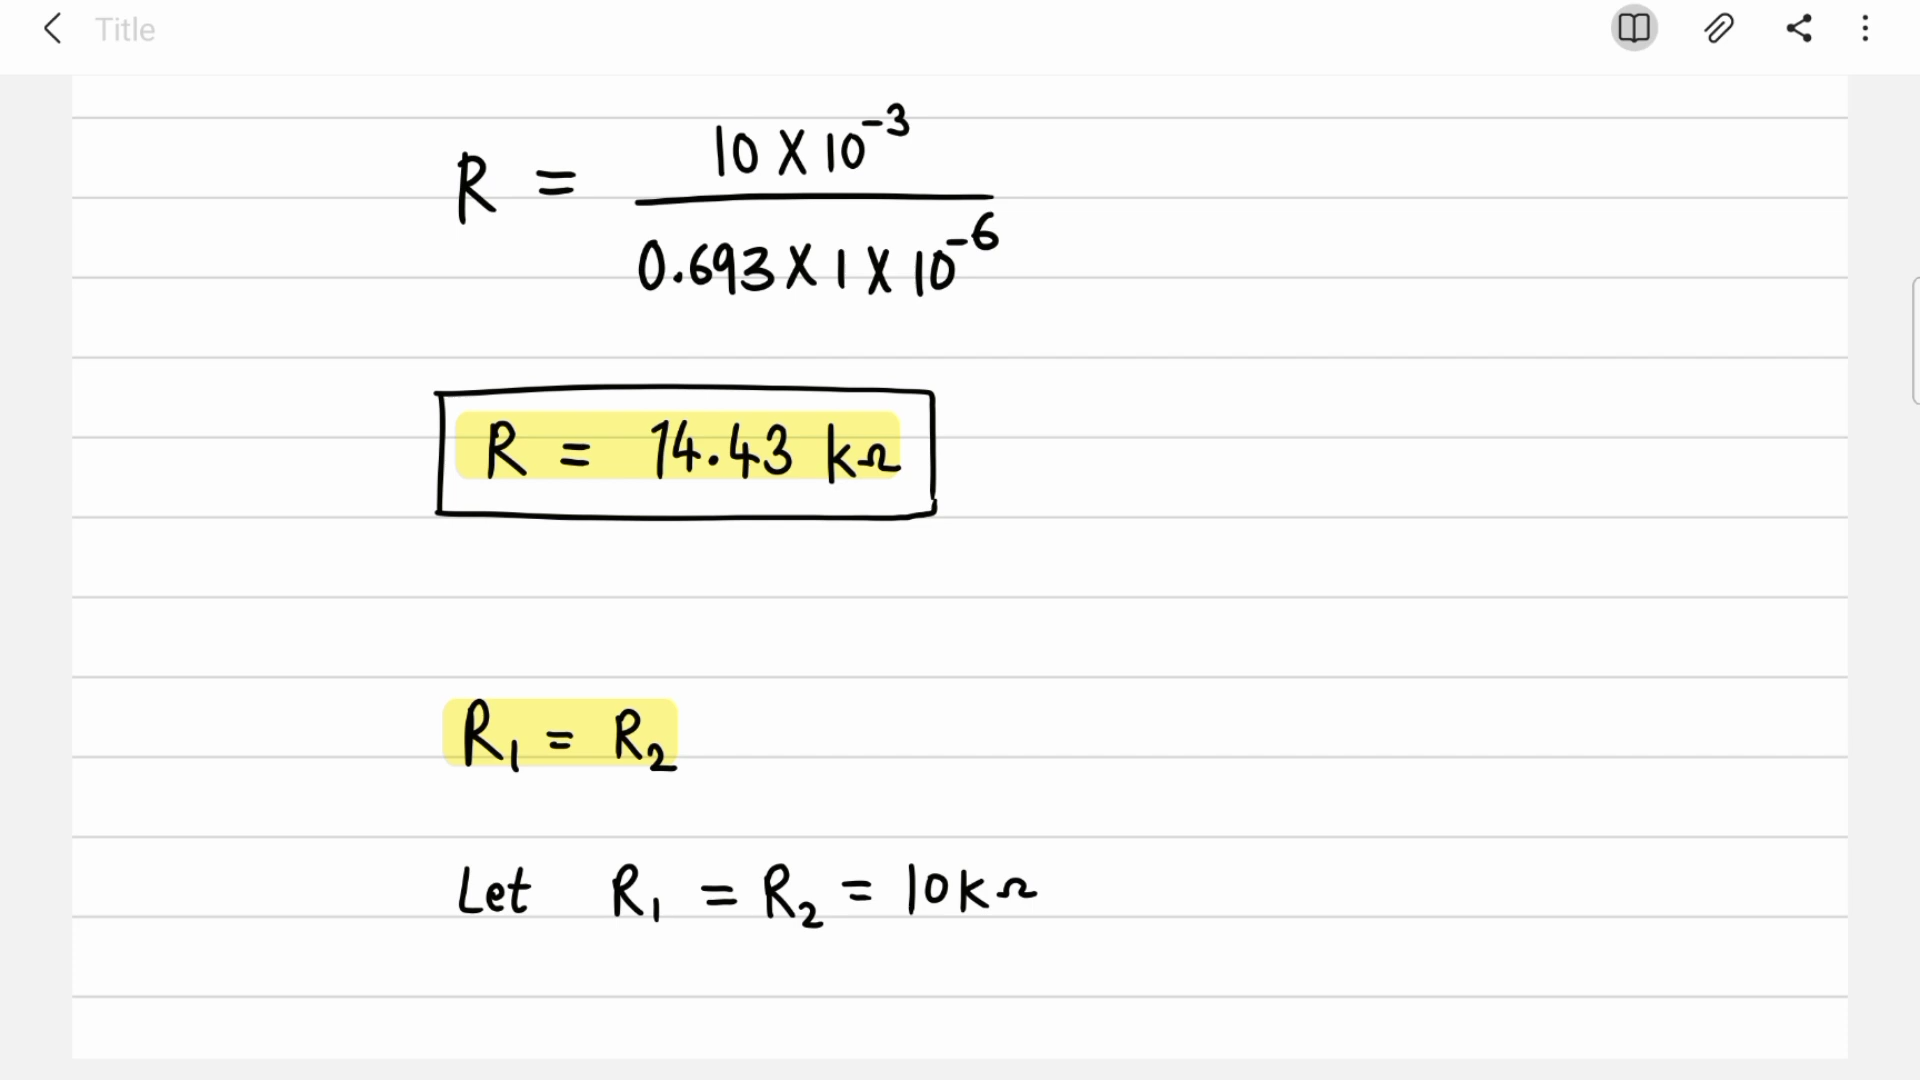 Title
R = 10 X 10⁻³ / 0.693 X 1 X 10⁻⁶
R = 14.43 kΩ
R₁ = R₂
Let R₁ = R₂ = 10kΩ